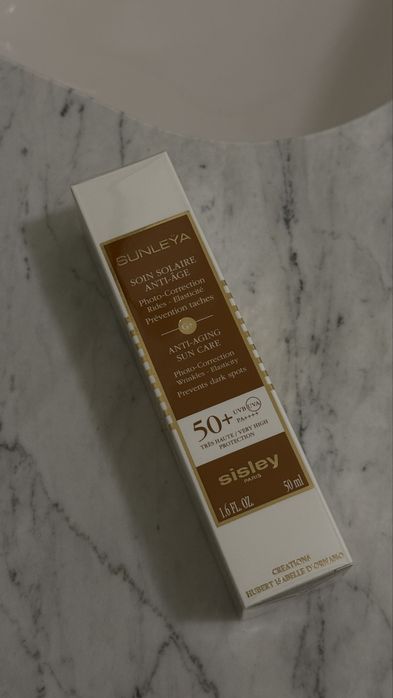 SUNLEŸA
SOIN SOLAIRE
ANTI-ÂGE
Photo-Correction
Rides - Elasticité
Prévention taches
G+
ANTI-AGING
SUN CARE
Photo-Correction
Wrinkles - Elasticity
Prevents dark spots
50+ UVB UVA
PA++++
TRÈS HAUTE / VERY HIGH
PROTECTION
sisley
PARIS
1.6 FL. OZ. 50 ml
CREATIONS
HUBERT ISABELLE D'ORNANO